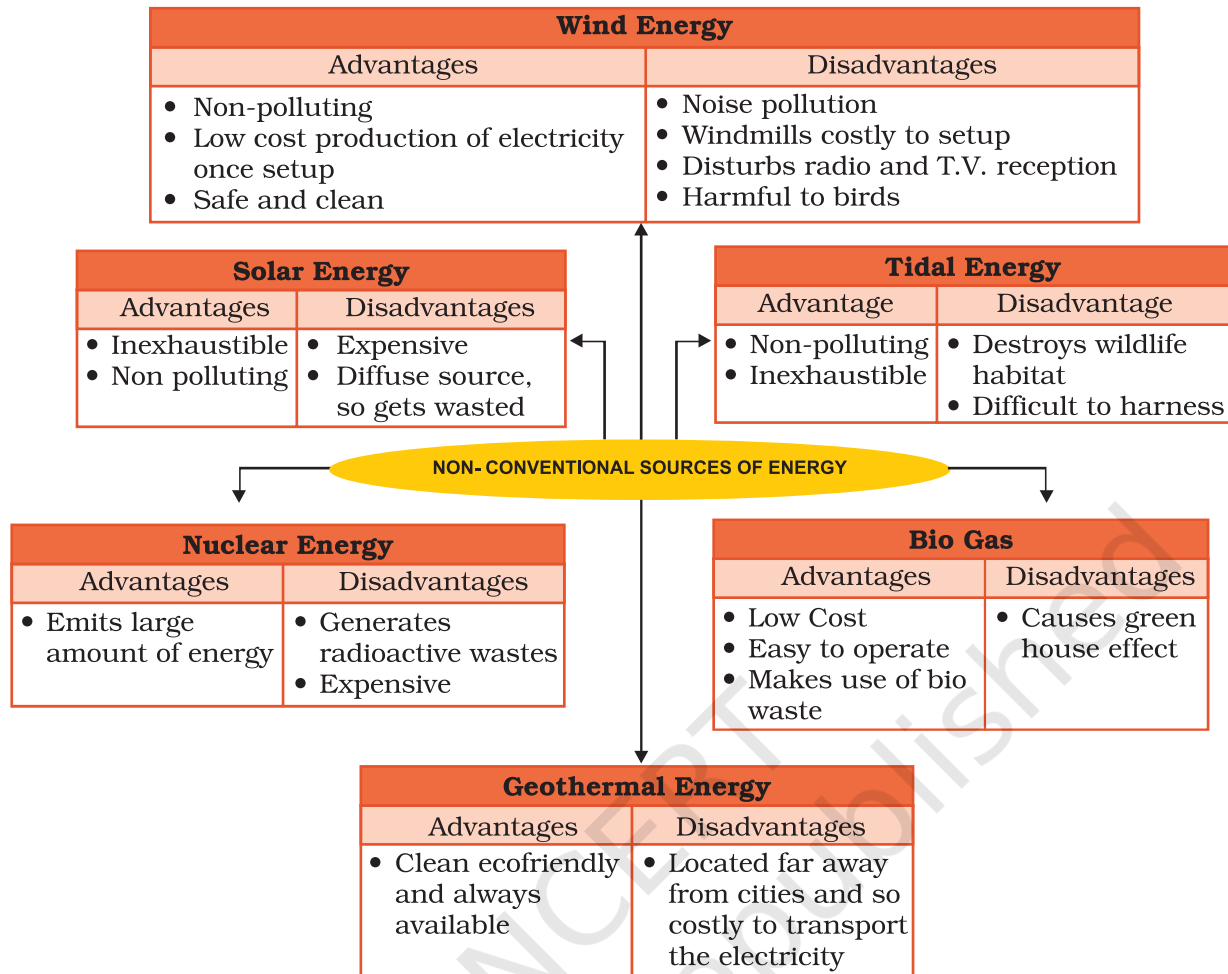 Wind Energy
Advantages
Disadvantages
• Non-polluting
• Low cost production of electricity
once setup
• Safe and clean
• Noise pollution
• Windmills costly to setup
• Disturbs radio and T.V. reception
• Harmful to birds
Solar Energy
Advantages
Disadvantages
• Inexhaustible
• Non polluting
• Expensive
• Diffuse source,
so gets wasted
Tidal Energy
Advantage
Disadvantage
• Non-polluting
• Inexhaustible
• Destroys wildlife
habitat
• Difficult to harness
NON- CONVENTIONAL SOURCES OF ENERGY
Nuclear Energy
Advantages
Disadvantages
• Emits large
amount of energy
• Generates
radioactive wastes
• Expensive
Bio Gas
Advantages
Disadvantages
• Low Cost
• Easy to operate
• Makes use of bio
waste
• Causes green
house effect
Geothermal Energy
Advantages
Disadvantages
• Clean ecofriendly
and always
available
• Located far away
from cities and so
costly to transport
the electricity
NCERT
published